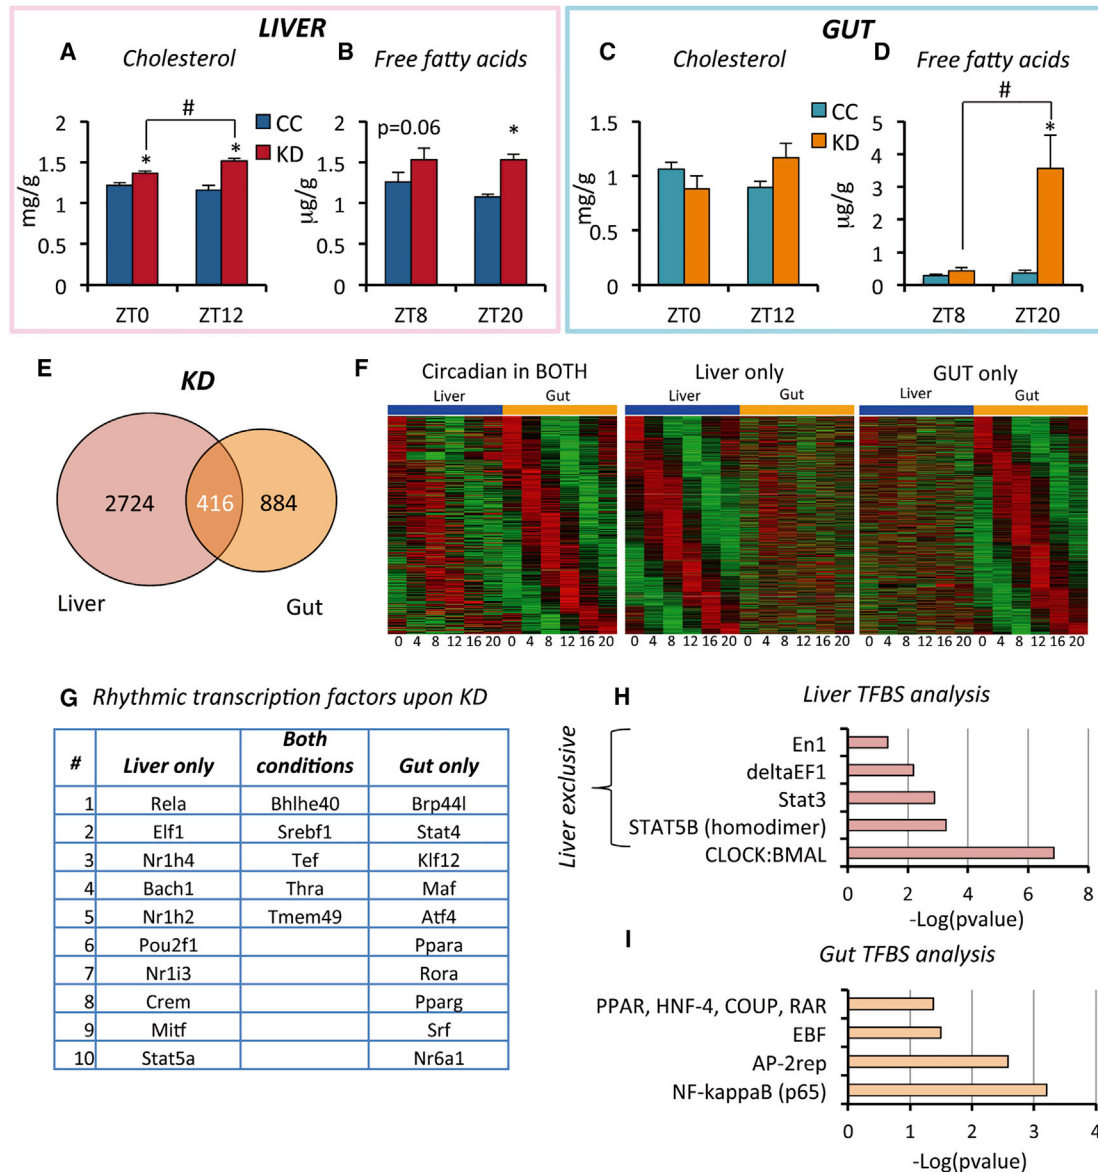 LIVER
GUT
A Cholesterol
B Free fatty acids
C Cholesterol
D Free fatty acids
#
CC
KD
2
1.5
1
0.5
0
mg/g
*
*
ZT0
ZT12
p=0.06
*
2
1.5
1
0.5
0
µg/g
ZT8
ZT20
1.5
1
0.5
0
mg/g
CC
KD
ZT0
ZT12
#
*
5
4
3
2
1
0
µg/g
ZT8
ZT20
E
KD
2724
416
884
Liver
Gut
F
Circadian in BOTH
Liver only
GUT only
Liver
Gut
Liver
Gut
Liver
Gut
0 4 8 12 16 20 0 4 8 12 16 20
0 4 8 12 16 20 0 4 8 12 16 20
0 4 8 12 16 20 0 4 8 12 16 20
G Rhythmic transcription factors upon KD
# Liver only Both conditions Gut only
1 Rela Bhlhe40 Brp44l
2 Elf1 Srebf1 Stat4
3 Nr1h4 Tef Klf12
4 Bach1 Thra Maf
5 Nr1h2 Tmem49 Atf4
6 Pou2f1 Ppara
7 Nr1i3 Rora
8 Crem Pparg
9 Mitf Srf
10 Stat5a Nr6a1
H
Liver TFBS analysis
Liver exclusive
En1
deltaEF1
Stat3
STAT5B (homodimer)
CLOCK:BMAL
0 2 4 6 8
-Log(pvalue)
I
Gut TFBS analysis
PPAR, HNF-4, COUP, RAR
EBF
AP-2rep
NF-kappaB (p65)
0 1 2 3 4
-Log(pvalue)